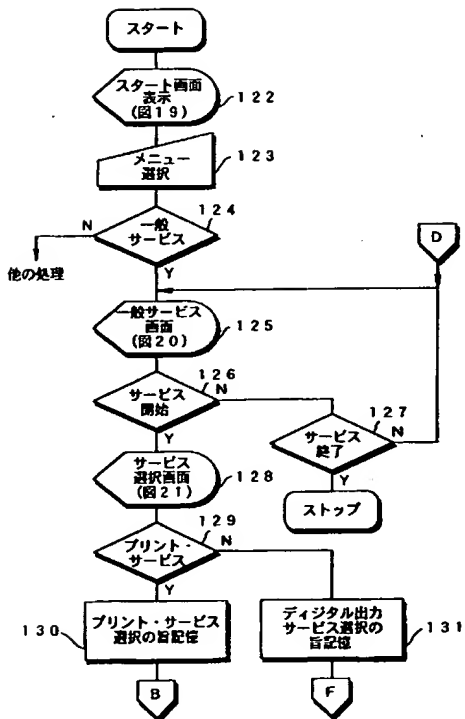 スタート
スタート画面
表示
(図19)
122
メニュー
選択
123
一般
サービス
124
N
Y
他の処理
D
一般サービス
画面
(図20)
125
サービス
開始
126
N
Y
サービス
終了
127
N
Y
ストップ
サービス
選択画面
(図21)
128
プリント・
サービス
129
N
Y
130
プリント・サービス
選択の旨記憶
ディジタル出力
サービス選択の
旨記憶
131
B
F